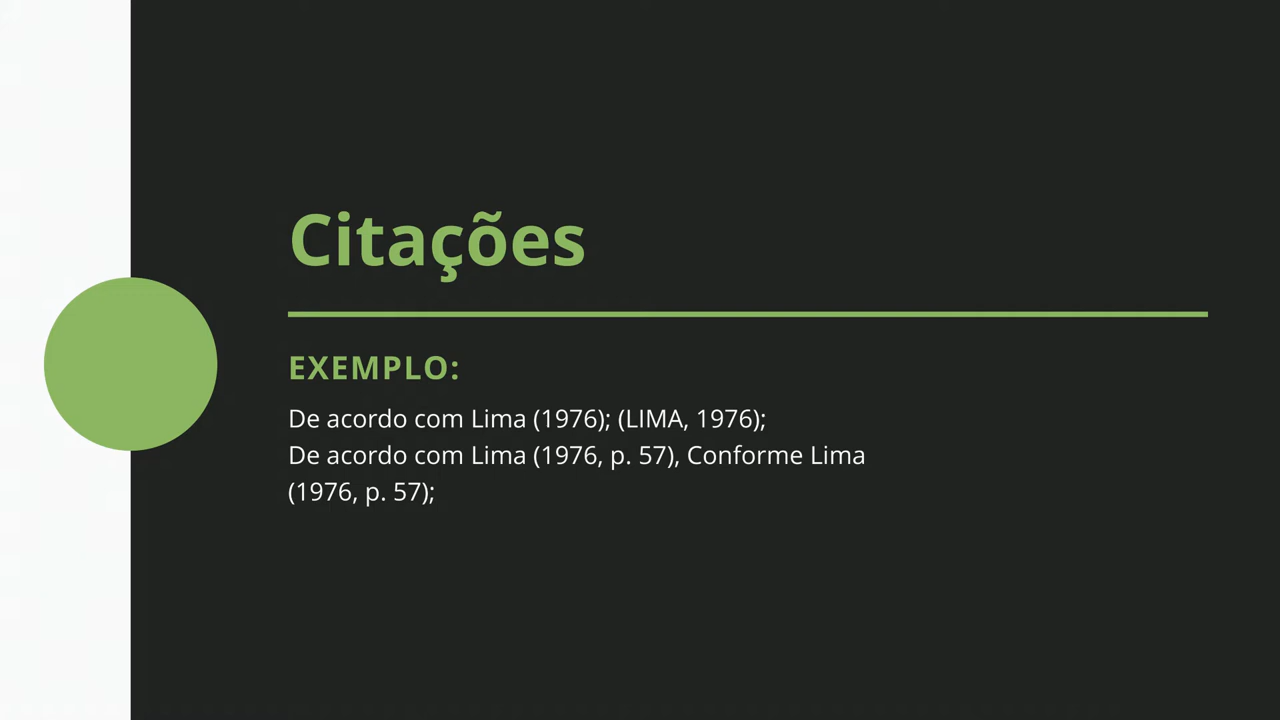 Citações
EXEMPLO:
De acordo com Lima (1976); (LIMA, 1976);
De acordo com Lima (1976, p. 57), Conforme Lima
(1976, p. 57);